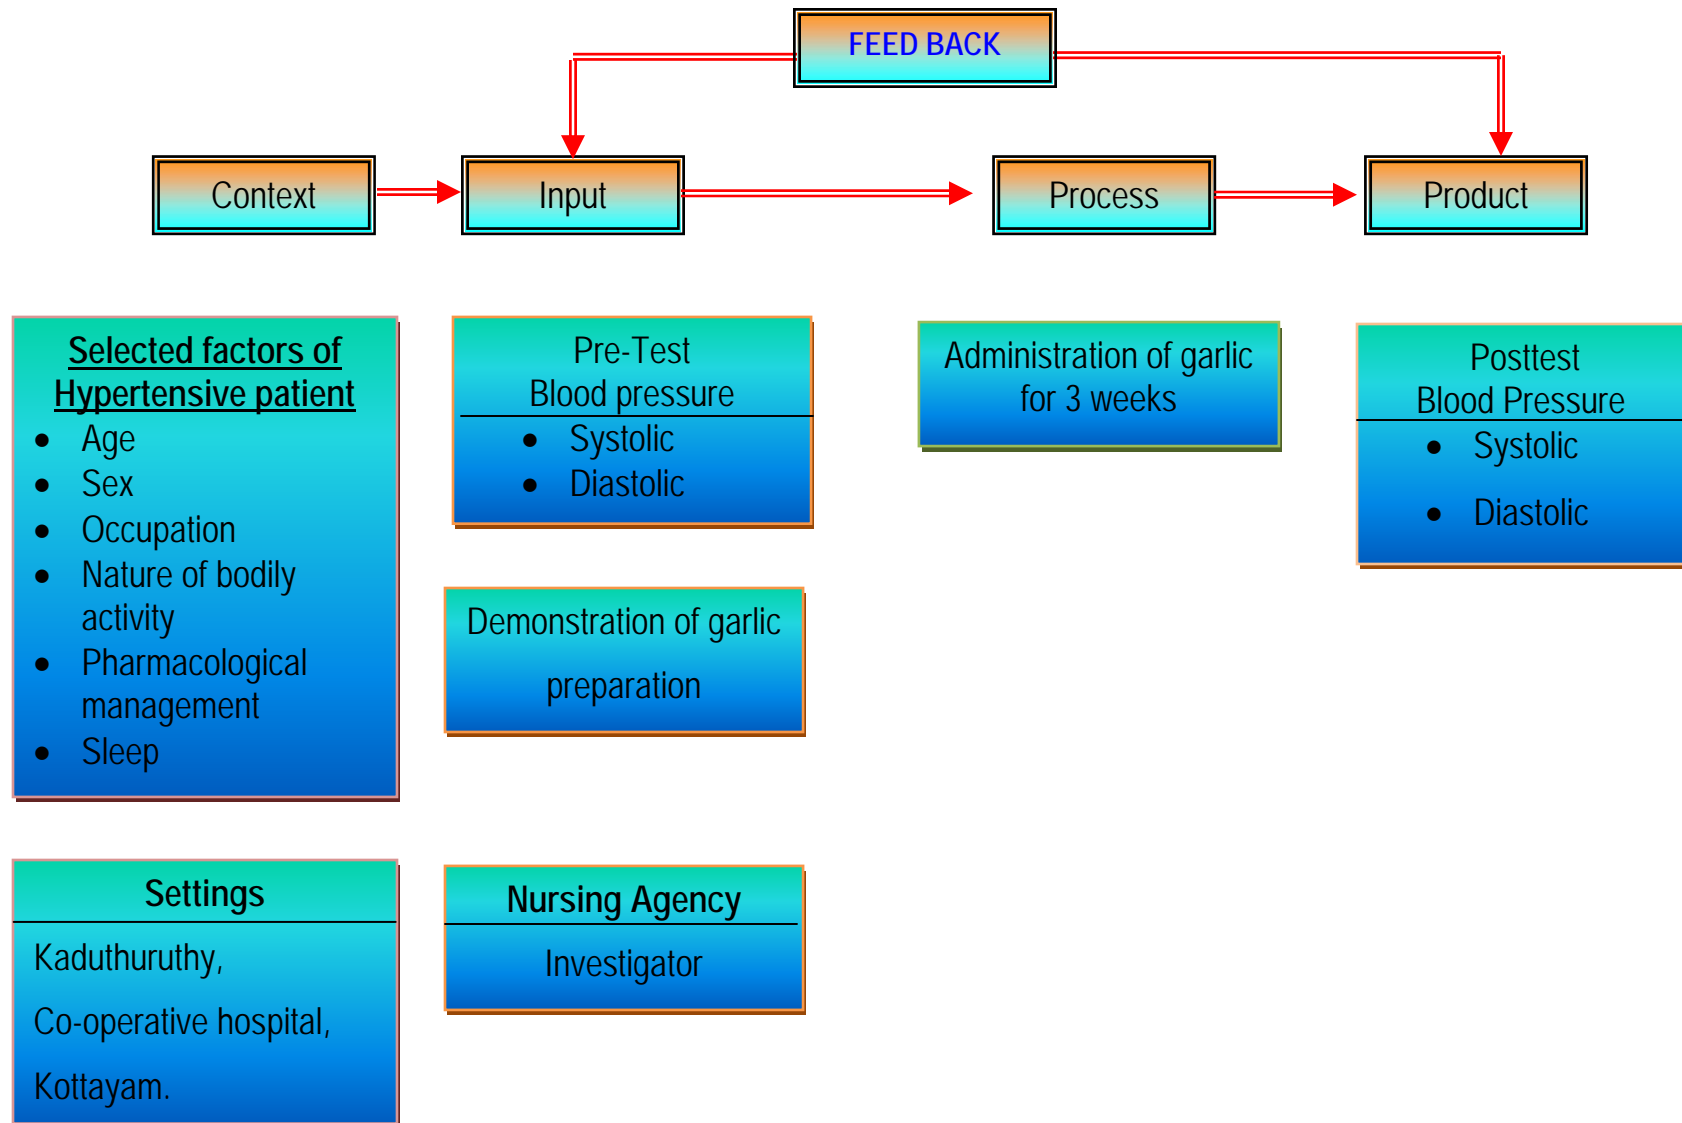 FEED BACK
Context
Input
Process
Product
Selected factors of
Hypertensive patient
• Age
• Sex
• Occupation
• Nature of bodily
activity
• Pharmacological
management
• Sleep
Settings
Kaduthuruthy,
Co-operative hospital,
Kottayam.
Pre-Test
Blood pressure
• Systolic
• Diastolic
Demonstration of garlic
preparation
Nursing Agency
Investigator
Administration of garlic
for 3 weeks
Posttest
Blood Pressure
• Systolic
• Diastolic